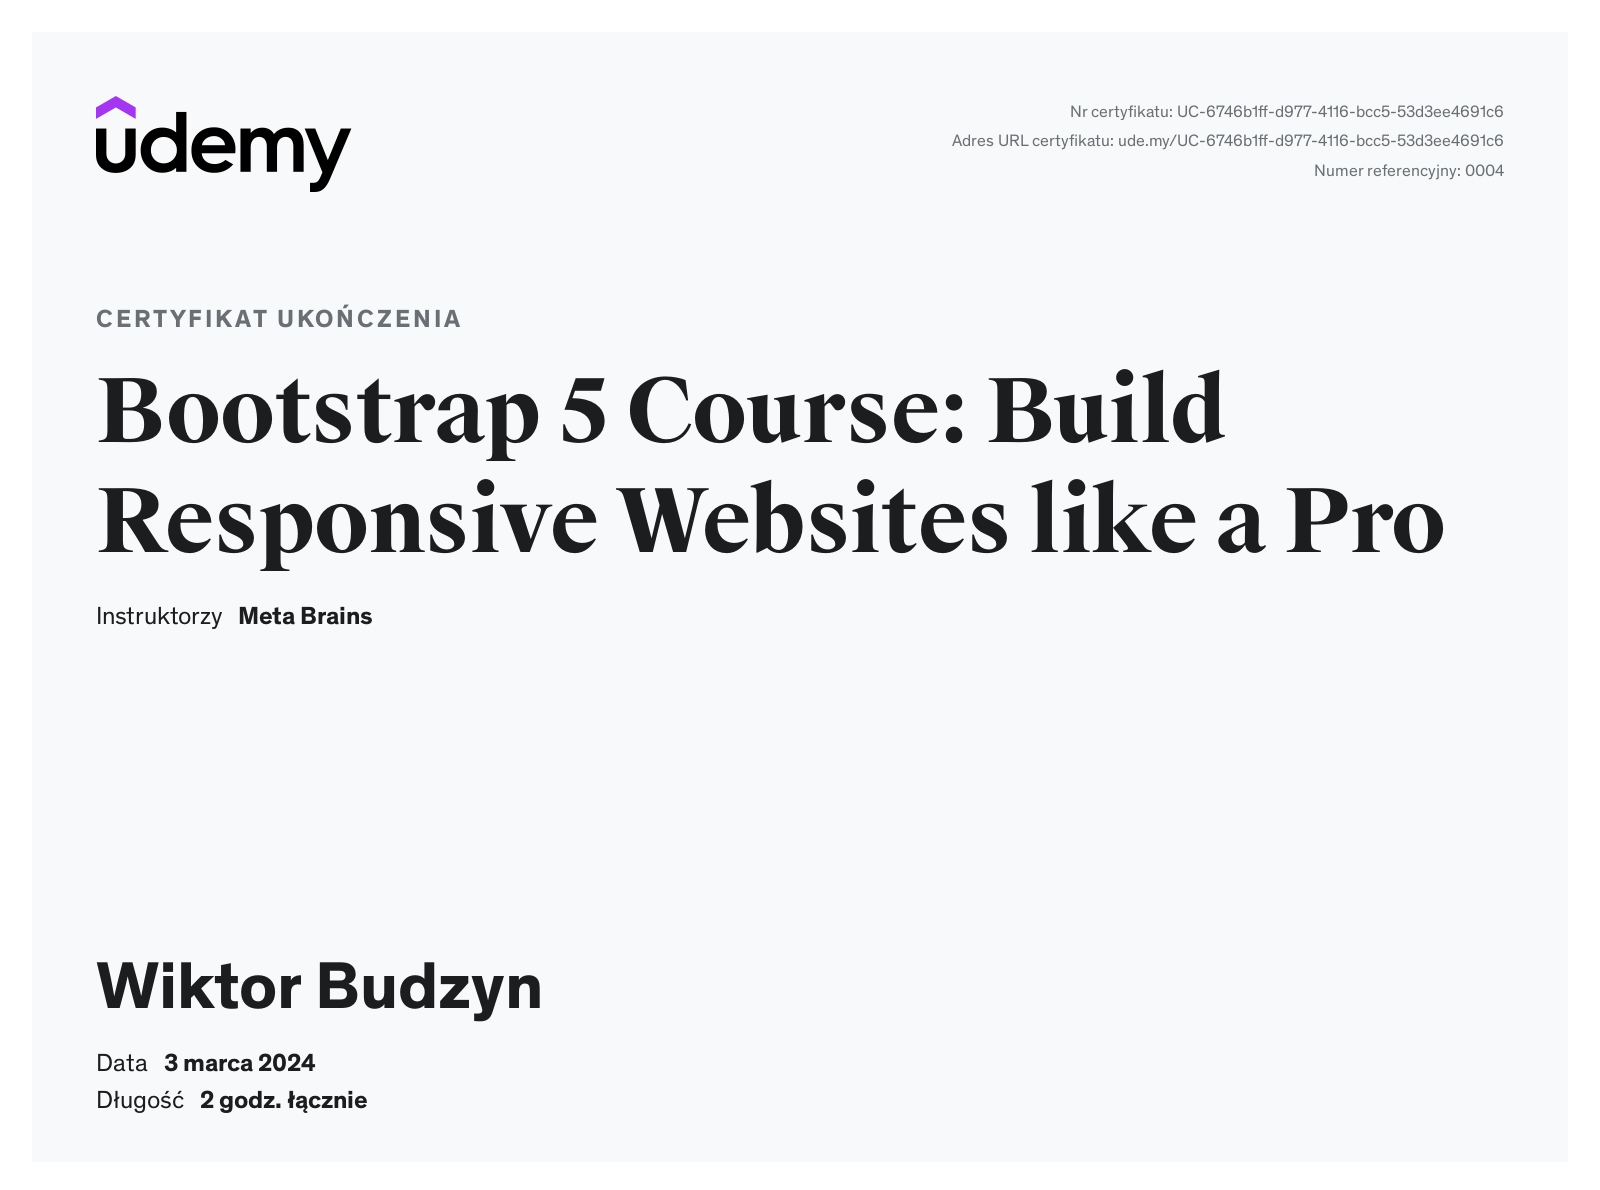 udemy
Nr certyfikatu: UC-6746b1ff-d977-4116-bcc5-53d3ee4691c6
Adres URL certyfikatu: ude.my/UC-6746b1ff-d977-4116-bcc5-53d3ee4691c6
Numer referencyjny: 0004
CERTYFIKAT UKOŃCZENIA
Bootstrap 5 Course: Build
Responsive Websites like a Pro
Instruktorzy Meta Brains
Wiktor Budzyn
Data 3 marca 2024
Długość 2 godz. łącznie